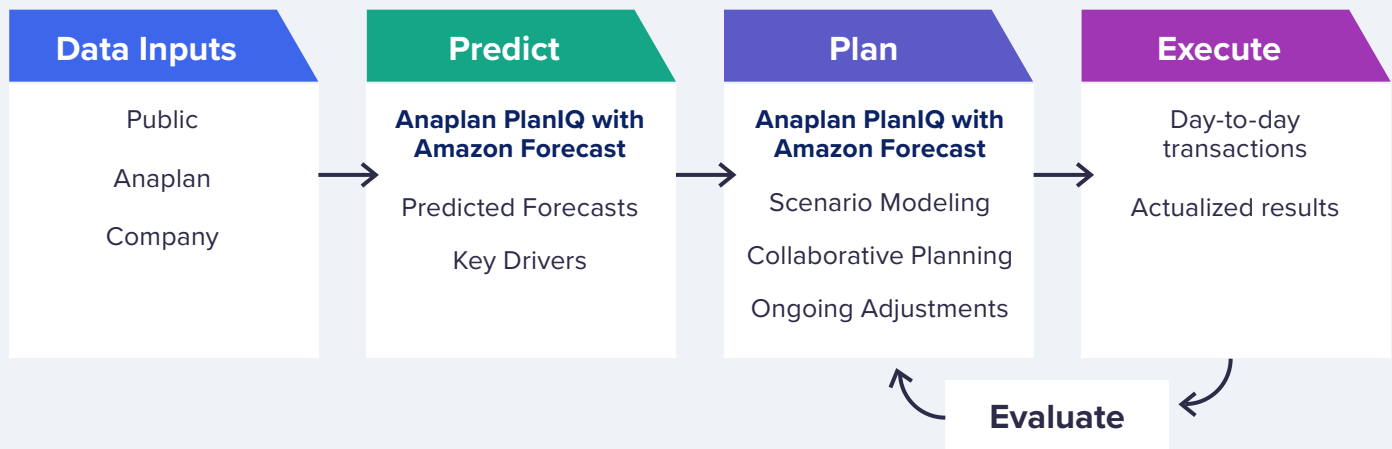 Data Inputs
Public
Anaplan
Company
Predict
Anaplan PlanIQ with
Amazon Forecast
Predicted Forecasts
Key Drivers
Plan
Anaplan PlanIQ with
Amazon Forecast
Scenario Modeling
Collaborative Planning
Ongoing Adjustments
Execute
Day-to-day
transactions
Actualized results
Evaluate